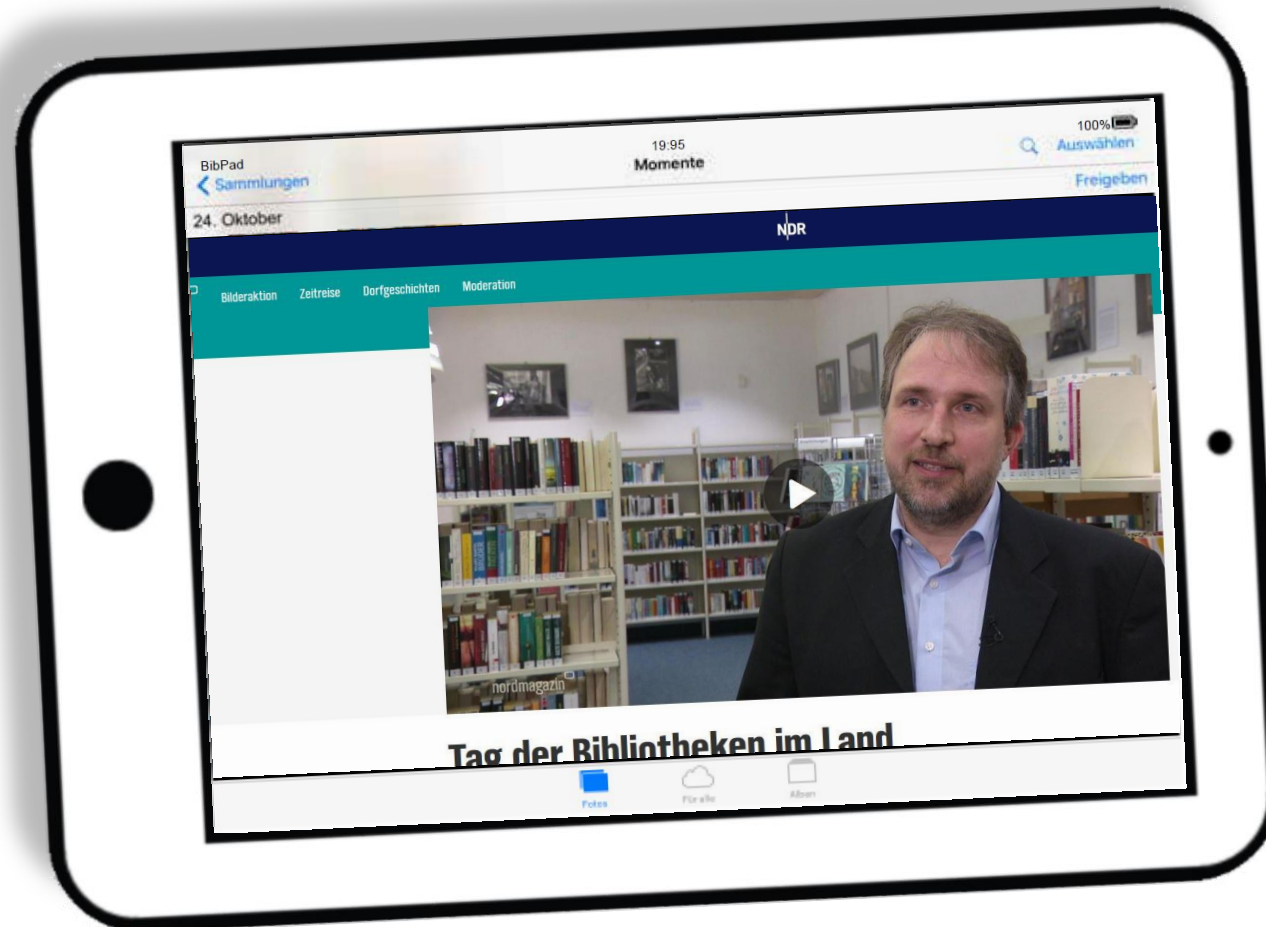 BibPad
19:95
100%
Sammlungen
Momente
Auswählen
24. Oktober
Freigeben
NDR
Bilderaktion Zeitreise Dorfgeschichten Moderation
nordmagazin
Tag der Bibliotheken im Land
Fotos
Für alle
Alben